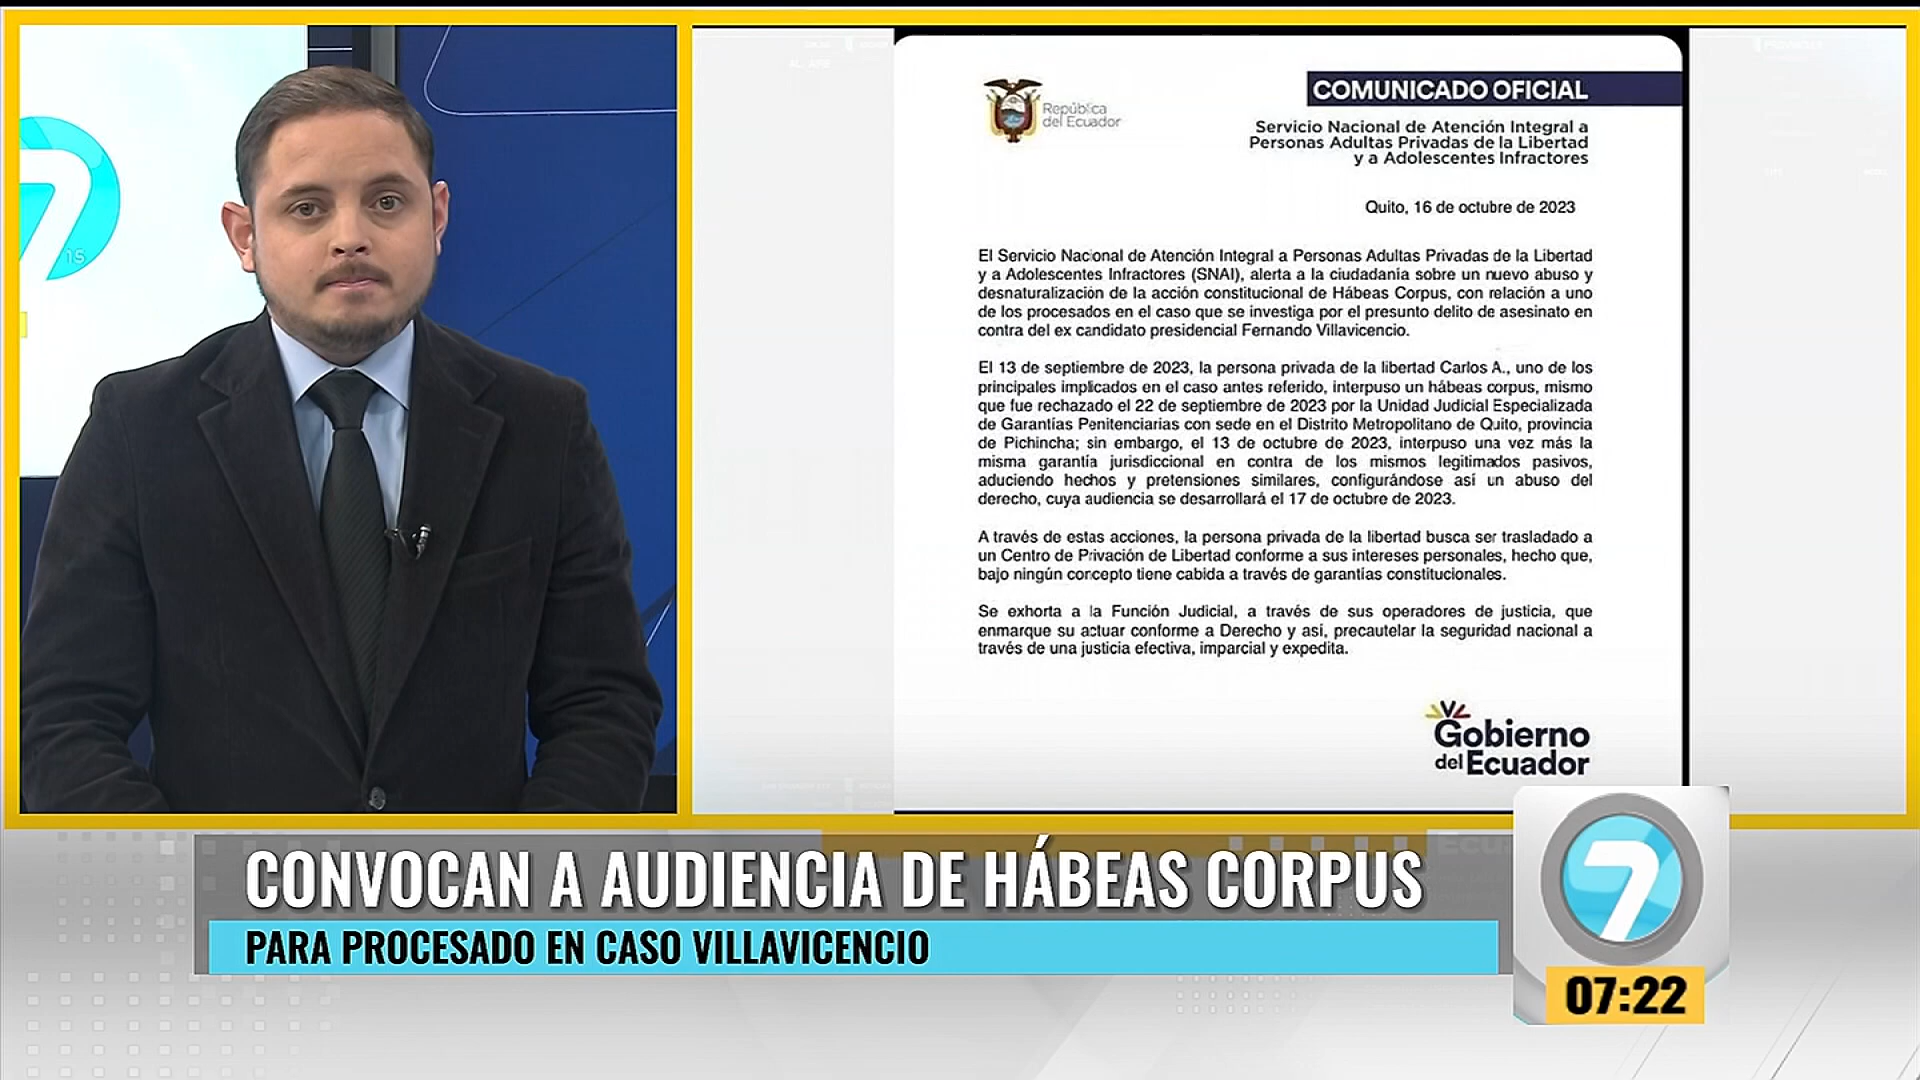 7
República
del Ecuador
COMUNICADO OFICIAL
Servicio Nacional de Atención Integral a
Personas Adultas Privadas de la Libertad
y a Adolescentes Infractores
Quito, 16 de octubre de 2023
El Servicio Nacional de Atención Integral a Personas Adultas Privadas de la Libertad
y a Adolescentes Infractores (SNAI), alerta a la ciudadanía sobre un nuevo abuso y
desnaturalización de la acción constitucional de Hábeas Corpus, con relación a uno
de los procesados en el caso que se investiga por el presunto delito de asesinato en
contra del ex candidato presidencial Fernando Villavicencio.
El 13 de septiembre de 2023, la persona privada de la libertad Carlos A., uno de los
principales implicados en el caso antes referido, interpuso un hábeas corpus, mismo
que fue rechazado el 22 de septiembre de 2023 por la Unidad Judicial Especializada
de Garantías Penitenciarias con sede en el Distrito Metropolitano de Quito, provincia
de Pichincha; sin embargo, el 13 de octubre de 2023, interpuso una vez más la
misma garantía jurisdiccional en contra de los mismos legitimados pasivos,
aduciendo hechos y pretensiones similares, configurándose así un abuso del
derecho, cuya audiencia se desarrollará el 17 de octubre de 2023.
A través de estas acciones, la persona privada de la libertad busca ser trasladado a
un Centro de Privación de Libertad conforme a sus intereses personales, hecho que,
bajo ningún concepto tiene cabida a través de garantías constitucionales.
Se exhorta a la Función Judicial, a través de sus operadores de justicia, que
enmarque su actuar conforme a Derecho y así, precautelar la seguridad nacional a
través de una justicia efectiva, imparcial y expedita.
Gobierno
del Ecuador
CONVOCAN A AUDIENCIA DE HÁBEAS CORPUS
PARA PROCESADO EN CASO VILLAVICENCIO
7
07:22